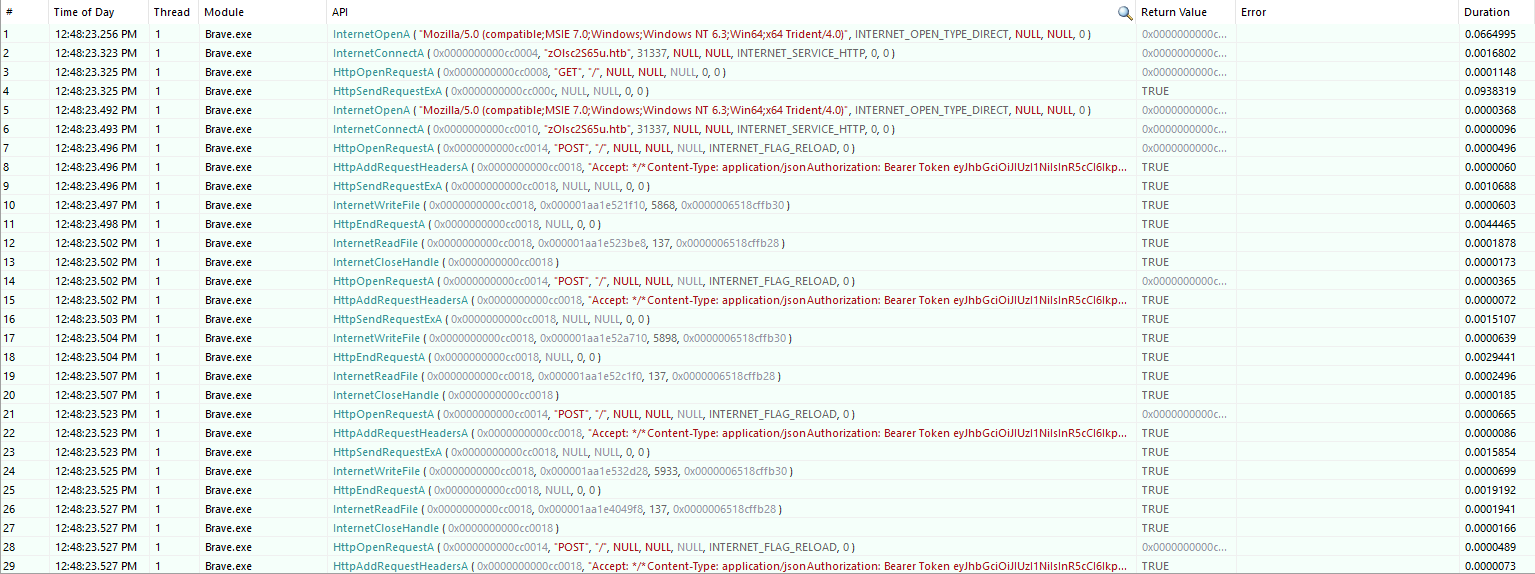 # Time of Day Thread Module API Return Value Error Duration
1 12:48:23.256 PM 1 Brave.exe InternetOpenA ( "Mozilla/5.0 (compatible;MSIE 7.0;Windows;Windows NT 6.3;Win64;x64 Trident/4.0)", INTERNET_OPEN_TYPE_DIRECT, NULL, NULL, 0 ) 0x0000000000c... 0.0664995
2 12:48:23.323 PM 1 Brave.exe InternetConnectA ( 0x0000000000cc0004, "zOlsc2S65u.htb", 31337, NULL, NULL, INTERNET_SERVICE_HTTP, 0, 0 ) 0x0000000000c... 0.0016802
3 12:48:23.325 PM 1 Brave.exe HttpOpenRequestA ( 0x0000000000cc0008, "GET", "/", NULL, NULL, NULL, 0, 0 ) 0x0000000000c... 0.0001148
4 12:48:23.325 PM 1 Brave.exe HttpSendRequestExA ( 0x0000000000cc000c, NULL, NULL, 0, 0 ) TRUE 0.0938319
5 12:48:23.492 PM 1 Brave.exe InternetOpenA ( "Mozilla/5.0 (compatible;MSIE 7.0;Windows;Windows NT 6.3;Win64;x64 Trident/4.0)", INTERNET_OPEN_TYPE_DIRECT, NULL, NULL, 0 ) 0x0000000000c... 0.0000368
6 12:48:23.493 PM 1 Brave.exe InternetConnectA ( 0x0000000000cc0010, "zOlsc2S65u.htb", 31337, NULL, NULL, INTERNET_SERVICE_HTTP, 0, 0 ) 0x0000000000c... 0.0000096
7 12:48:23.496 PM 1 Brave.exe HttpOpenRequestA ( 0x0000000000cc0014, "POST", "/", NULL, NULL, NULL, INTERNET_FLAG_RELOAD, 0 ) 0x0000000000c... 0.0000496
8 12:48:23.496 PM 1 Brave.exe HttpAddRequestHeadersA ( 0x0000000000cc0018, "Accept: */*Content-Type: application/jsonAuthorization: Bearer Token eyJhbGciOiJIUzI1NiIsInR5cCI6Ikp... TRUE 0.0000060
9 12:48:23.496 PM 1 Brave.exe HttpSendRequestExA ( 0x0000000000cc0018, NULL, NULL, 0, 0 ) TRUE 0.0010688
10 12:48:23.497 PM 1 Brave.exe InternetWriteFile ( 0x0000000000cc0018, 0x000001aa1e521f10, 5868, 0x0000006518cffb30 ) TRUE 0.0000603
11 12:48:23.498 PM 1 Brave.exe HttpEndRequestA ( 0x0000000000cc0018, NULL, 0, 0 ) TRUE 0.0044465
12 12:48:23.502 PM 1 Brave.exe InternetReadFile ( 0x0000000000cc0018, 0x000001aa1e523be8, 137, 0x0000006518cffb28 ) TRUE 0.0001878
13 12:48:23.502 PM 1 Brave.exe InternetCloseHandle ( 0x0000000000cc0018 ) TRUE 0.0000173
14 12:48:23.502 PM 1 Brave.exe HttpOpenRequestA ( 0x0000000000cc0014, "POST", "/", NULL, NULL, NULL, INTERNET_FLAG_RELOAD, 0 ) 0x0000000000c... 0.0000365
15 12:48:23.502 PM 1 Brave.exe HttpAddRequestHeadersA ( 0x0000000000cc0018, "Accept: */*Content-Type: application/jsonAuthorization: Bearer Token eyJhbGciOiJIUzI1NiIsInR5cCI6Ikp... TRUE 0.0000072
16 12:48:23.503 PM 1 Brave.exe HttpSendRequestExA ( 0x0000000000cc0018, NULL, NULL, 0, 0 ) TRUE 0.0015107
17 12:48:23.504 PM 1 Brave.exe InternetWriteFile ( 0x0000000000cc0018, 0x000001aa1e52a710, 5898, 0x0000006518cffb30 ) TRUE 0.0000639
18 12:48:23.504 PM 1 Brave.exe HttpEndRequestA ( 0x0000000000cc0018, NULL, 0, 0 ) TRUE 0.0029441
19 12:48:23.507 PM 1 Brave.exe InternetReadFile ( 0x0000000000cc0018, 0x000001aa1e52c1f0, 137, 0x0000006518cffb28 ) TRUE 0.0002496
20 12:48:23.507 PM 1 Brave.exe InternetCloseHandle ( 0x0000000000cc0018 ) TRUE 0.0000185
21 12:48:23.523 PM 1 Brave.exe HttpOpenRequestA ( 0x0000000000cc0014, "POST", "/", NULL, NULL, NULL, INTERNET_FLAG_RELOAD, 0 ) 0x0000000000c... 0.0000665
22 12:48:23.523 PM 1 Brave.exe HttpAddRequestHeadersA ( 0x0000000000cc0018, "Accept: */*Content-Type: application/jsonAuthorization: Bearer Token eyJhbGciOiJIUzI1NiIsInR5cCI6Ikp... TRUE 0.0000086
23 12:48:23.523 PM 1 Brave.exe HttpSendRequestExA ( 0x0000000000cc0018, NULL, NULL, 0, 0 ) TRUE 0.0015854
24 12:48:23.525 PM 1 Brave.exe InternetWriteFile ( 0x0000000000cc0018, 0x000001aa1e532d28, 5933, 0x0000006518cffb30 ) TRUE 0.0000699
25 12:48:23.525 PM 1 Brave.exe HttpEndRequestA ( 0x0000000000cc0018, NULL, 0, 0 ) TRUE 0.0019192
26 12:48:23.527 PM 1 Brave.exe InternetReadFile ( 0x0000000000cc0018, 0x000001aa1e4049f8, 137, 0x0000006518cffb28 ) TRUE 0.0001941
27 12:48:23.527 PM 1 Brave.exe InternetCloseHandle ( 0x0000000000cc0018 ) TRUE 0.0000166
28 12:48:23.527 PM 1 Brave.exe HttpOpenRequestA ( 0x0000000000cc0014, "POST", "/", NULL, NULL, NULL, INTERNET_FLAG_RELOAD, 0 ) 0x0000000000c... 0.0000489
29 12:48:23.527 PM 1 Brave.exe HttpAddRequestHeadersA ( 0x0000000000cc0018, "Accept: */*Content-Type: application/jsonAuthorization: Bearer Token eyJhbGciOiJIUzI1NiIsInR5cCI6Ikp... TRUE 0.0000073